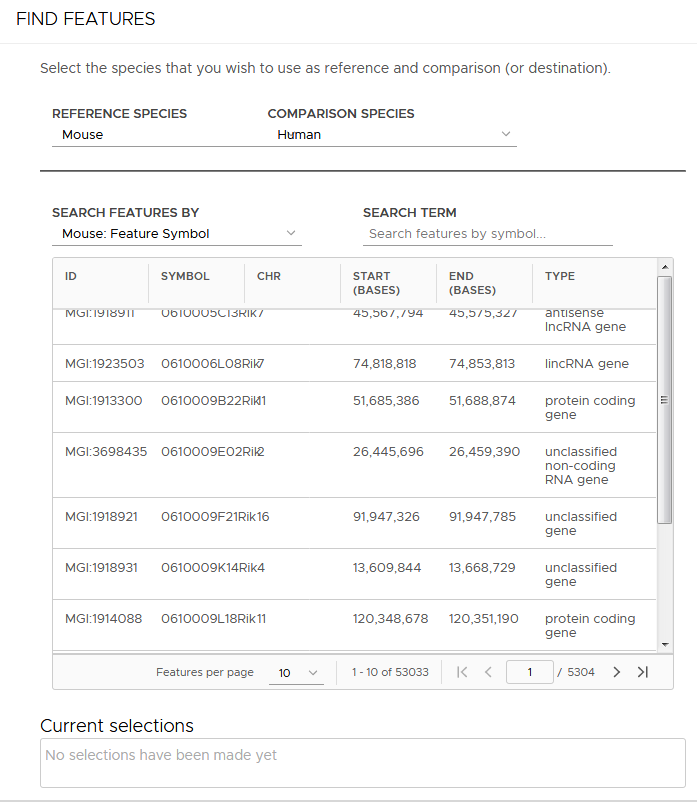 FIND FEATURES
Select the species that you wish to use as reference and comparison (or destination).
REFERENCE SPECIES COMPARISON SPECIES
Mouse Human
SEARCH FEATURES BY SEARCH TERM
Mouse: Feature Symbol Search features by symbol...
ID SYMBOL CHR START END TYPE
(BASES) (BASES)
MGI:1918911 0610005C13Rik 7 45,567,794 45,575,327 antisense
lncRNA gene
MGI:1923503 0610006L08Rik 7 74,818,818 74,853,813 lincRNA gene
MGI:1913300 0610009B22Rik 11 51,685,386 51,688,874 protein coding
gene
MGI:3698435 0610009E02Rik 2 26,445,696 26,459,390 unclassified
non-coding
RNA gene
MGI:1918921 0610009F21Rik 16 91,947,326 91,947,785 unclassified
gene
MGI:1918931 0610009K14Rik 4 13,609,844 13,668,729 unclassified
gene
MGI:1914088 0610009L18Rik 11 120,348,678 120,351,190 protein coding
gene
Features per page 10 1 - 10 of 53033 1 / 5304
Current selections
No selections have been made yet